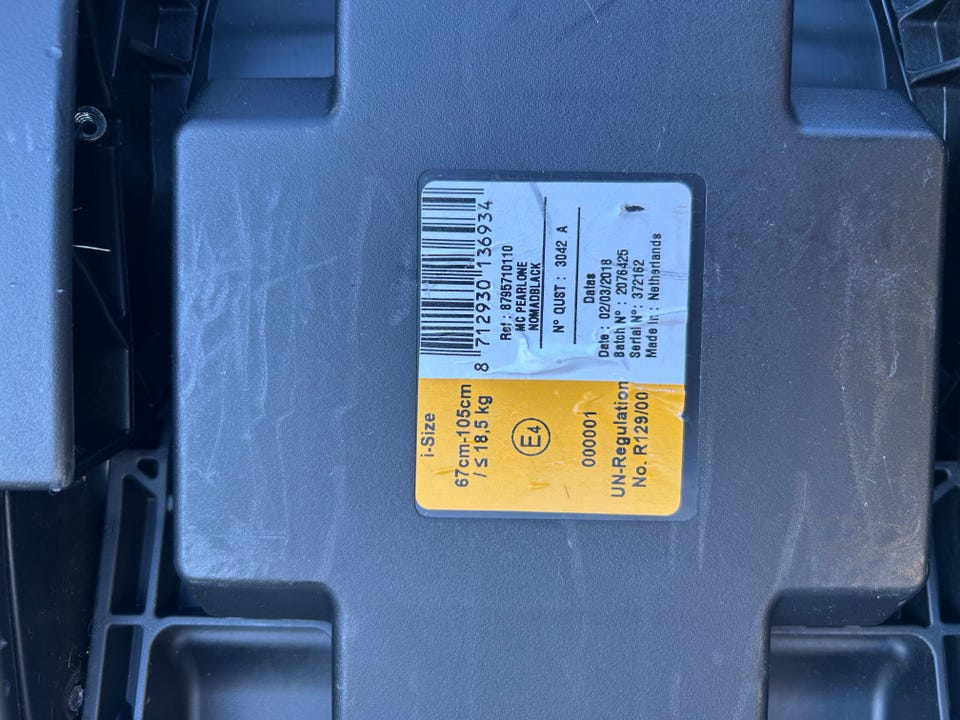 i-Size
67cm-105cm
/ ≤ 18,5 kg
E4
000001
UN-Regulation
No. R129/00
8 712930 136934
Ref : 8795710110
MC PEARLONE
NOMADBLACK
N° QUST : 3042 A
Datas
Date : 02/03/2018
Batch N° : 2076425
Serial N° : 372162
Made in : Netherlands